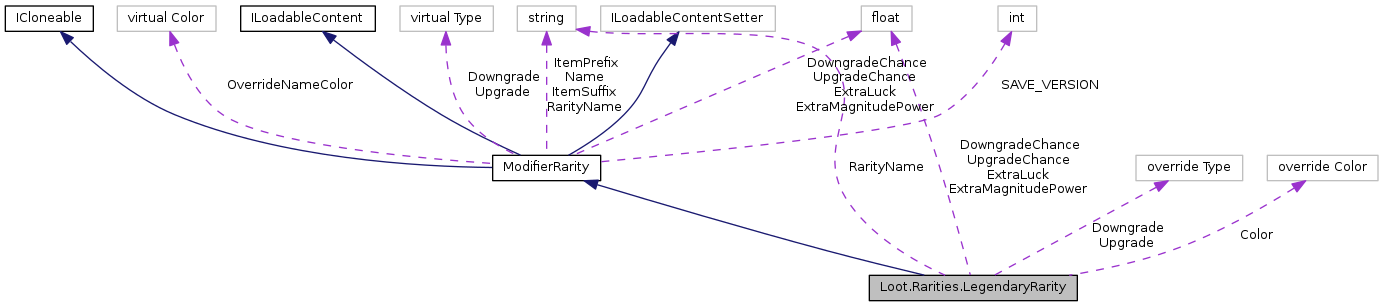 ICloneable
virtual Color
ILoadableContent
virtual Type
string
ILoadableContentSetter
float
int
OverrideNameColor
Downgrade
Upgrade
ItemPrefix
Name
ItemSuffix
RarityName
DowngradeChance
UpgradeChance
ExtraLuck
ExtraMagnitudePower
SAVE_VERSION
ModifierRarity
RarityName
DowngradeChance
UpgradeChance
ExtraLuck
ExtraMagnitudePower
override Type
override Color
Downgrade
Upgrade
Color
Loot.Rarities.LegendaryRarity